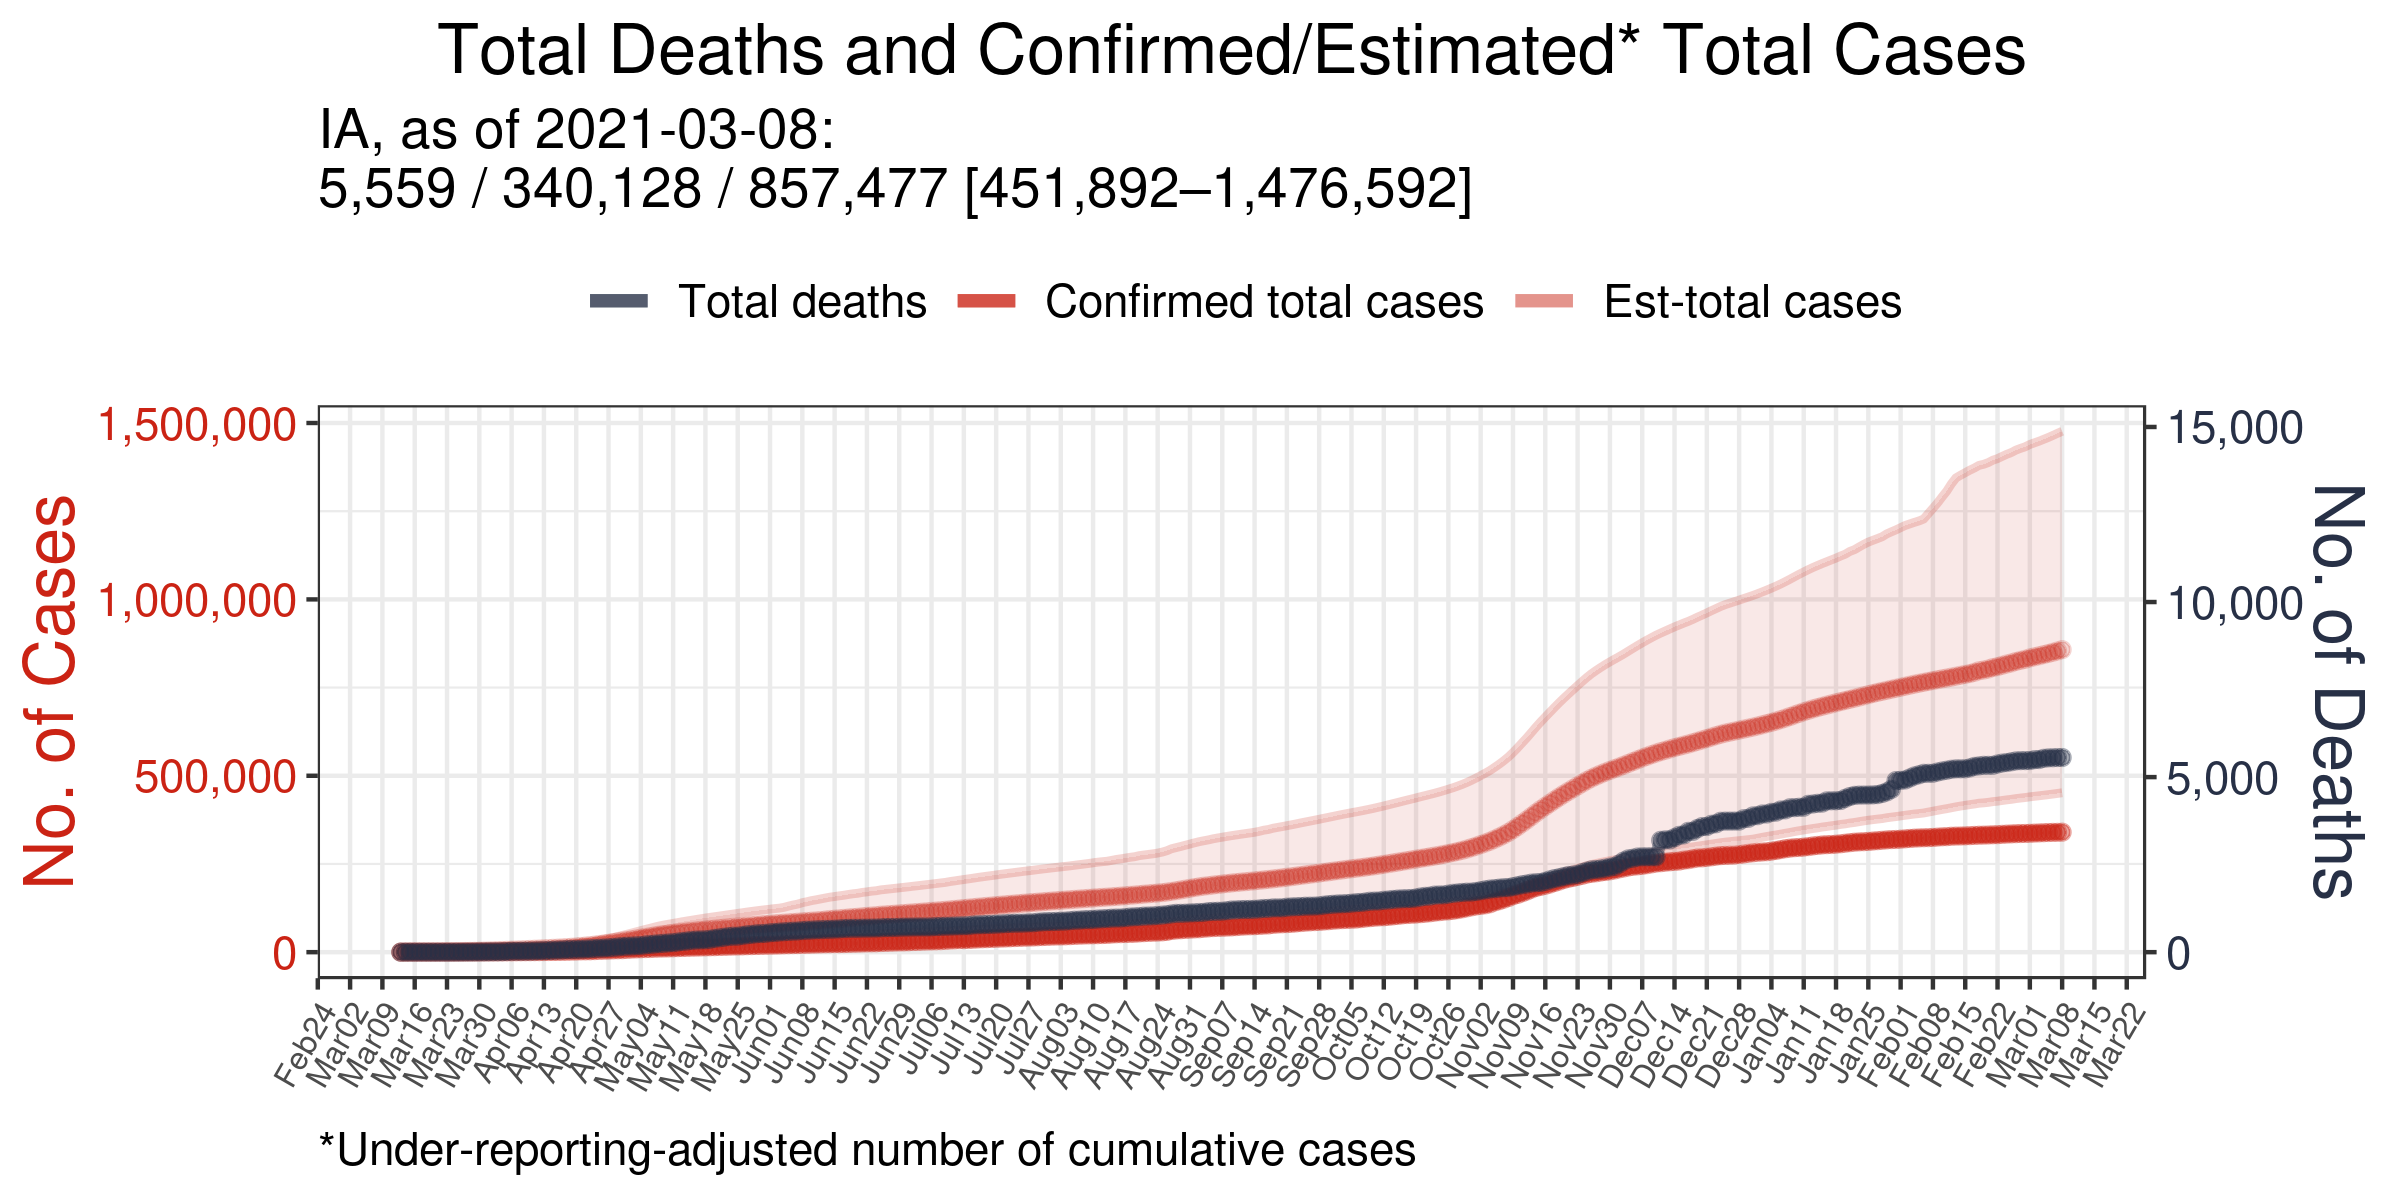 Total Deaths and Confirmed/Estimated* Total Cases
IA, as of 2021-03-08:
5,559 / 340,128 / 857,477 [451,892–1,476,592]
Total deaths
Confirmed total cases
Est-total cases
No. of Cases
1,500,000
1,000,000
500,000
0
15,000
10,000
5,000
0
No. of Deaths
Feb24
Mar02
Mar09
Mar16
Mar23
Mar30
Apr06
Apr13
Apr20
Apr27
May04
May11
May18
May25
Jun01
Jun08
Jun15
Jun22
Jun29
Jul06
Jul13
Jul20
Jul27
Aug03
Aug10
Aug17
Aug24
Aug31
Sep07
Sep14
Sep21
Sep28
Oct05
Oct12
Oct19
Oct26
Nov02
Nov09
Nov16
Nov23
Nov30
Dec07
Dec14
Dec21
Dec28
Jan04
Jan11
Jan18
Jan25
Feb01
Feb08
Feb15
Feb22
Mar01
Mar08
Mar15
Mar22
*Under-reporting-adjusted number of cumulative cases